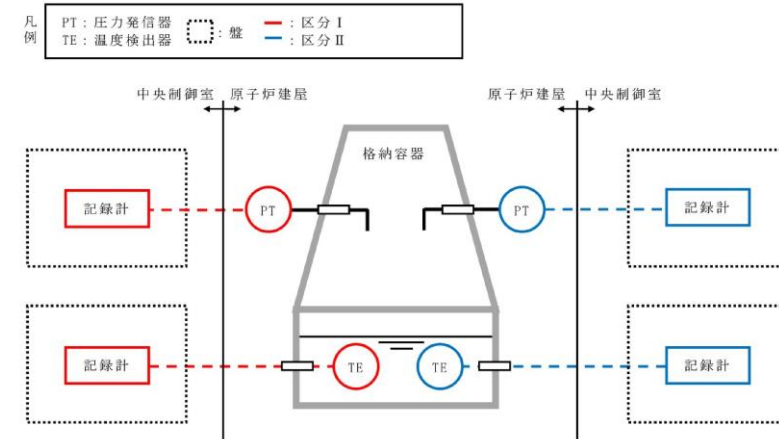 凡例
PT：圧力発信器
TE：温度検出器
：盤
：区分Ⅰ
：区分Ⅱ
中央制御室 原子炉建屋
原子炉建屋 中央制御室
格納容器
記録計 PT PT 記録計
記録計 TE TE 記録計